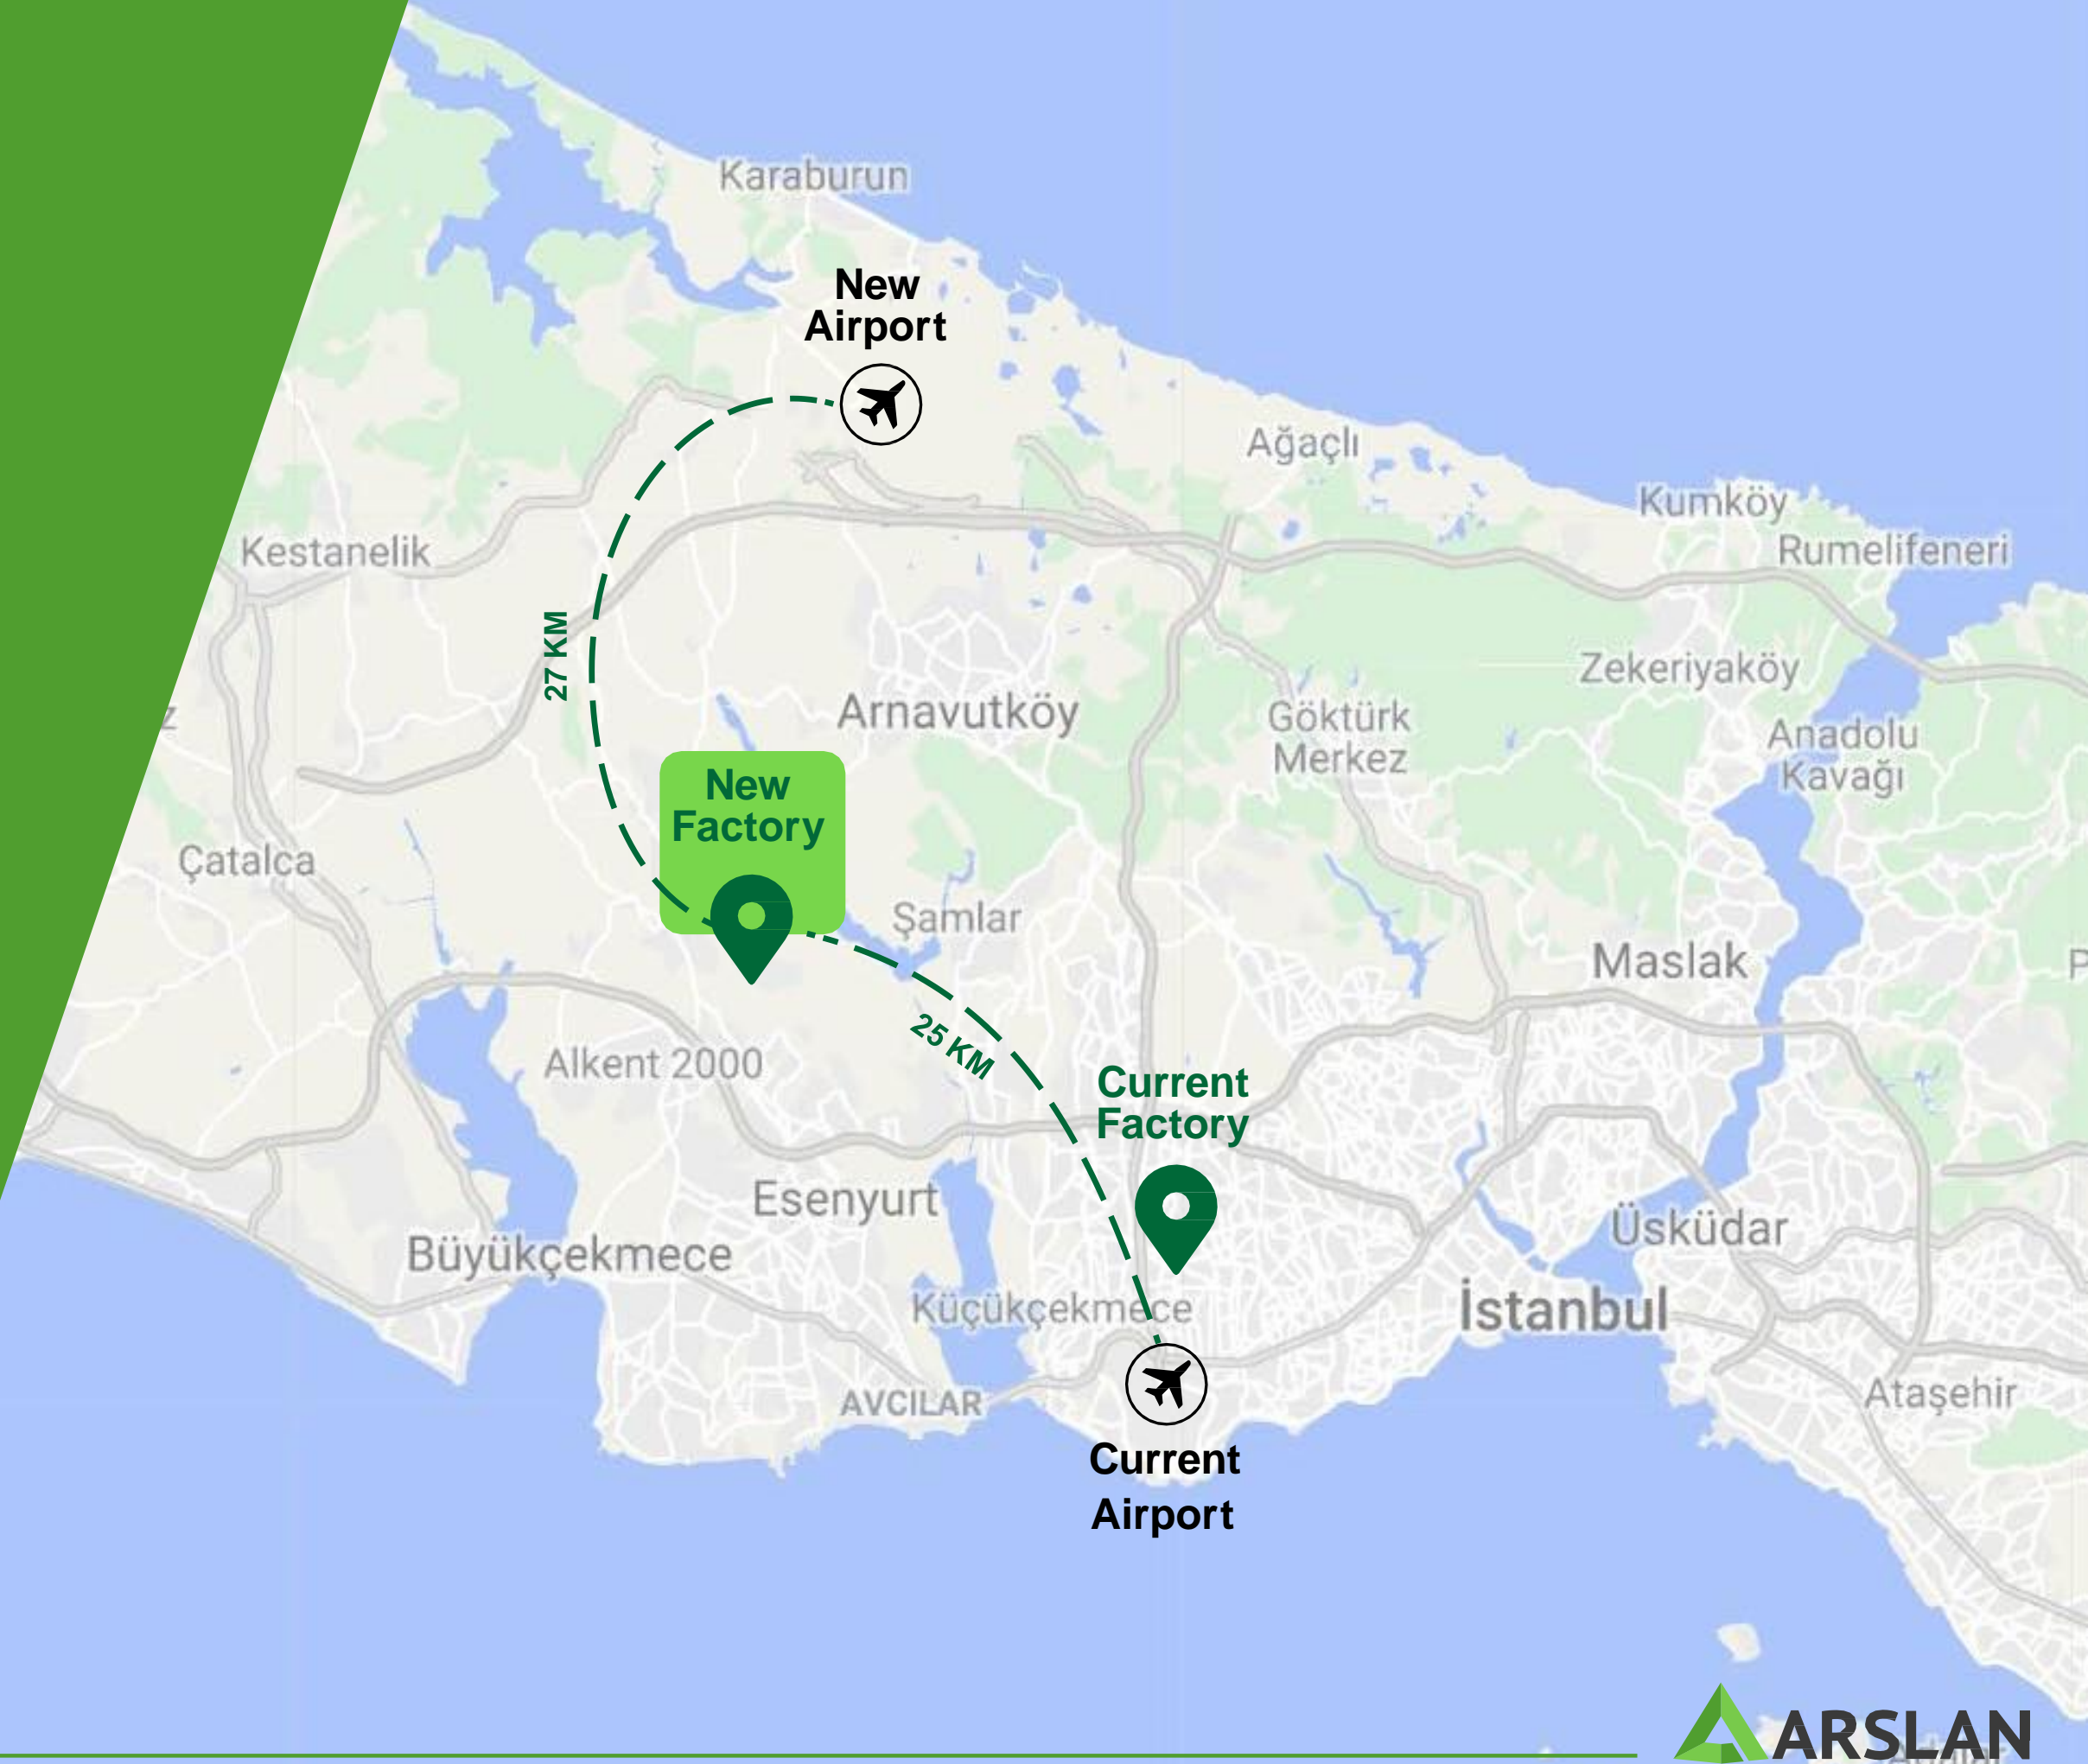 Karaburun
New
Airport
Ağaçlı
Kumköy
Rumelifeneri
Kestanelik
27 KM
Zekeriyaköy
Arnavutköy
Göktürk
Merkez
Anadolu
Kavağı
New
Factory
Çatalca
Şamlar
Maslak
25 KM
Alkent 2000
Current
Factory
Esenyurt
Üsküdar
Büyükçekmece
Küçükçekmece
İstanbul
AVCILAR
Ataşehir
Current
Airport
ARSLAN